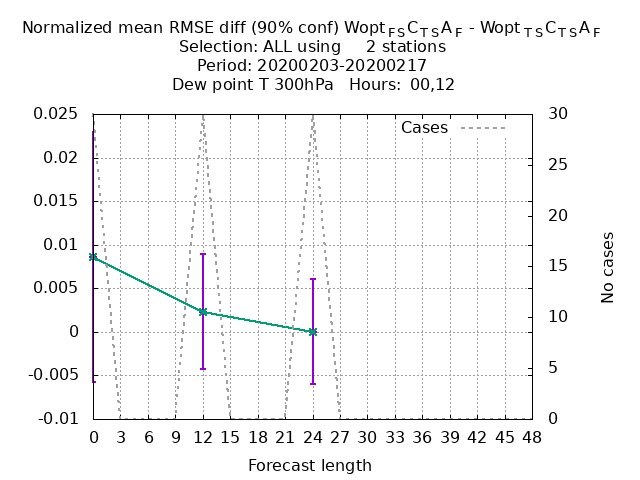 Normalized mean RMSE diff (90% conf) Wopt FS C TS A F - Wopt TS C TS A F
Selection: ALL using 2 stations
Period: 20200203-20200217
Dew point T 300hPa Hours: 00,12
Cases
0.025
0.02
0.015
0.01
0.005
0
-0.005
-0.01
30
25
20
15
10
5
0
No cases
0 3 6 9 12 15 18 21 24 27 30 33 36 39 42 45 48
Forecast length